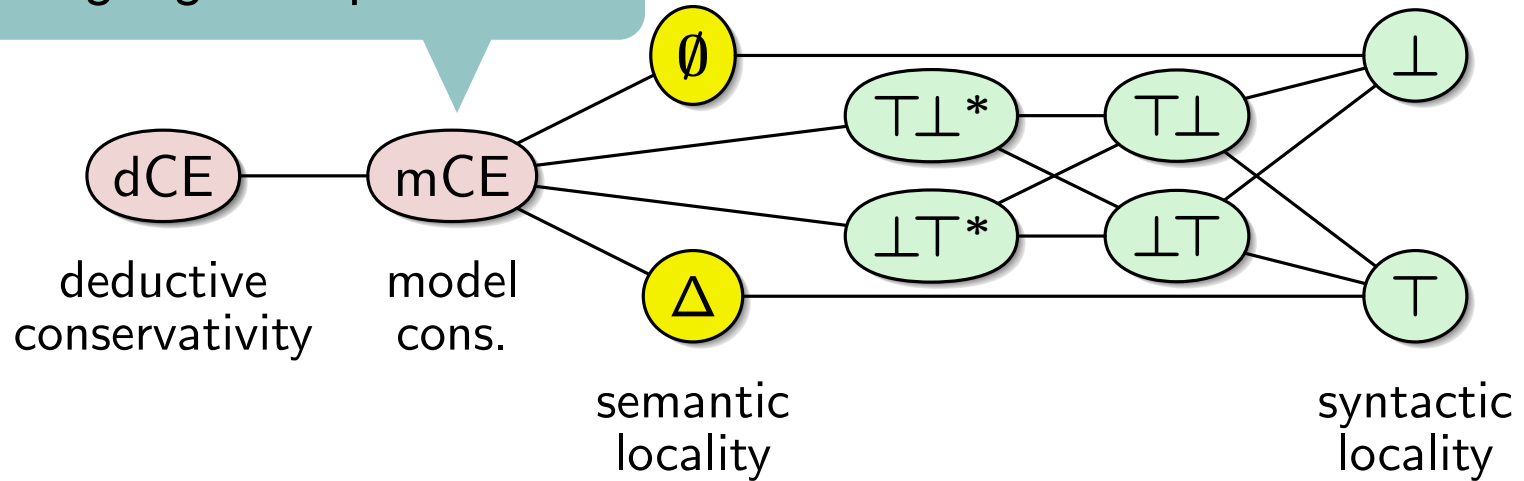 ∅
⊥
⊤⊥*
⊤⊥
dCE
mCE
⊥⊤*
⊥⊤
Δ
⊤
deductive
conservativity
model
cons.
semantic
locality
syntactic
locality